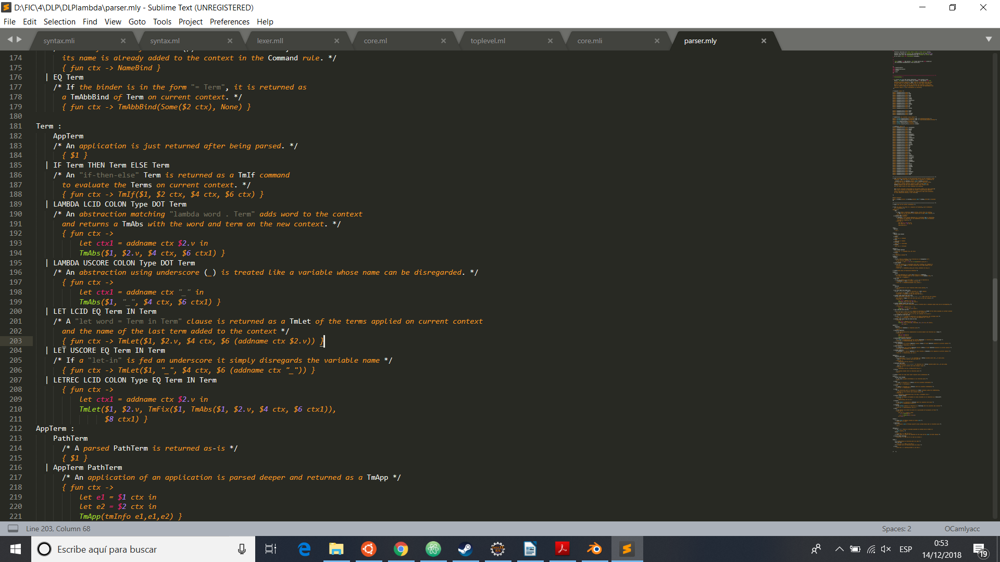 D:\FIC\4\DLP\DLPlambda\parser.mly - Sublime Text (UNREGISTERED)
File Edit Selection Find View Goto Tools Project Preferences Help
syntax.mli syntax.ml lexer.mll core.ml toplevel.ml core.mli parser.mly
174 its name is already added to the context in the Command rule. */
175 { fun ctx -> NameBind }
176 | EQ Term
177 /* If the binder is in the form "= Term", it is returned as
178 a TmAbbBind of Term on current context. */
179 { fun ctx -> TmAbbBind(Some($2 ctx), None) }
180
181 Term :
182 AppTerm
183 /* An application is just returned after being parsed. */
184 { $1 }
185 | IF Term THEN Term ELSE Term
186 /* An "if-then-else" Term is returned as a TmIf command
187 to evaluate the Terms on current context. */
188 { fun ctx -> TmIf($1, $2 ctx, $4 ctx, $6 ctx) }
189 | LAMBDA LCID COLON Type DOT Term
190 /* An abstraction matching "lambda word . Term" adds word to the context
191 and returns a TmAbs with the word and term on the new context. */
192 { fun ctx ->
193 let ctx1 = addname ctx $2.v in
194 TmAbs($1, $2.v, $4 ctx, $6 ctx1) }
195 | LAMBDA USCORE COLON Type DOT Term
196 /* An abstraction using underscore (_) is treated like a variable whose name can be disregarded. */
197 { fun ctx ->
198 let ctx1 = addname ctx "_" in
199 TmAbs($1, "_", $4 ctx, $6 ctx1) }
200 | LET LCID EQ Term IN Term
201 /* A "let word = Term in Term" clause is returned as a TmLet of the terms applied on current context
202 and the name of the last term added to the context */
203 { fun ctx -> TmLet($1, $2.v, $4 ctx, $6 (addname ctx $2.v)) }
204 | LET USCORE EQ Term IN Term
205 /* If a "let-in" is fed an underscore it simply disregards the variable name */
206 { fun ctx -> TmLet($1, "_", $4 ctx, $6 (addname ctx "_")) }
207 | LETREC LCID COLON Type EQ Term IN Term
208 { fun ctx ->
209 let ctx1 = addname ctx $2.v in
210 TmLet($1, $2.v, TmFix($1, TmAbs($1, $2.v, $4 ctx, $6 ctx1)),
211 $8 ctx1) }
212 AppTerm :
213 PathTerm
214 /* A parsed PathTerm is returned as-is */
215 { $1 }
216 | AppTerm PathTerm
217 /* An application of an application is parsed deeper and returned as a TmApp */
218 { fun ctx ->
219 let e1 = $1 ctx in
220 let e2 = $2 ctx in
221 TmApp(tmInfo e1,e1,e2) }
Line 203, Column 68 Spaces: 2 OCamlyacc
Escribe aquí para buscar
ESP
0:53
14/12/2018
19